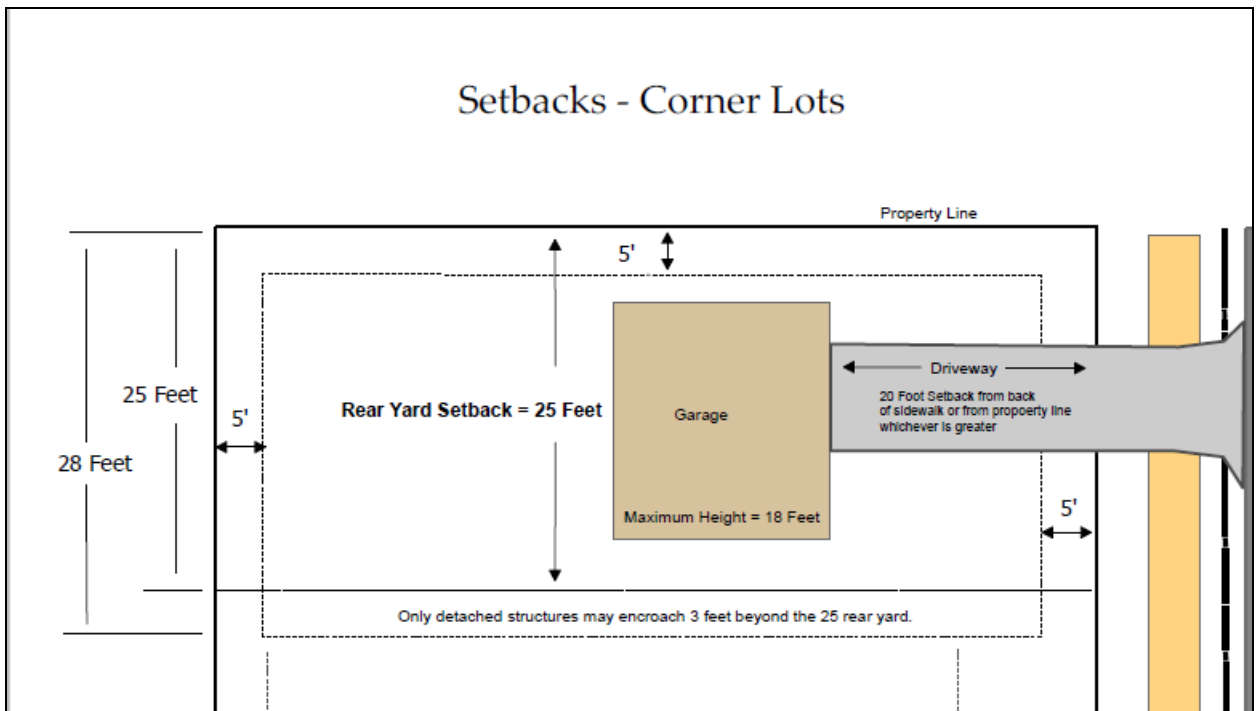 Setbacks - Corner Lots
Property Line
5'
25 Feet
5'
Rear Yard Setback = 25 Feet
Garage
Driveway
20 Foot Setback from back
of sidewalk or from propoerty line
whichever is greater
28 Feet
Maximum Height = 18 Feet
5'
Only detached structures may encroach 3 feet beyond the 25 rear yard.